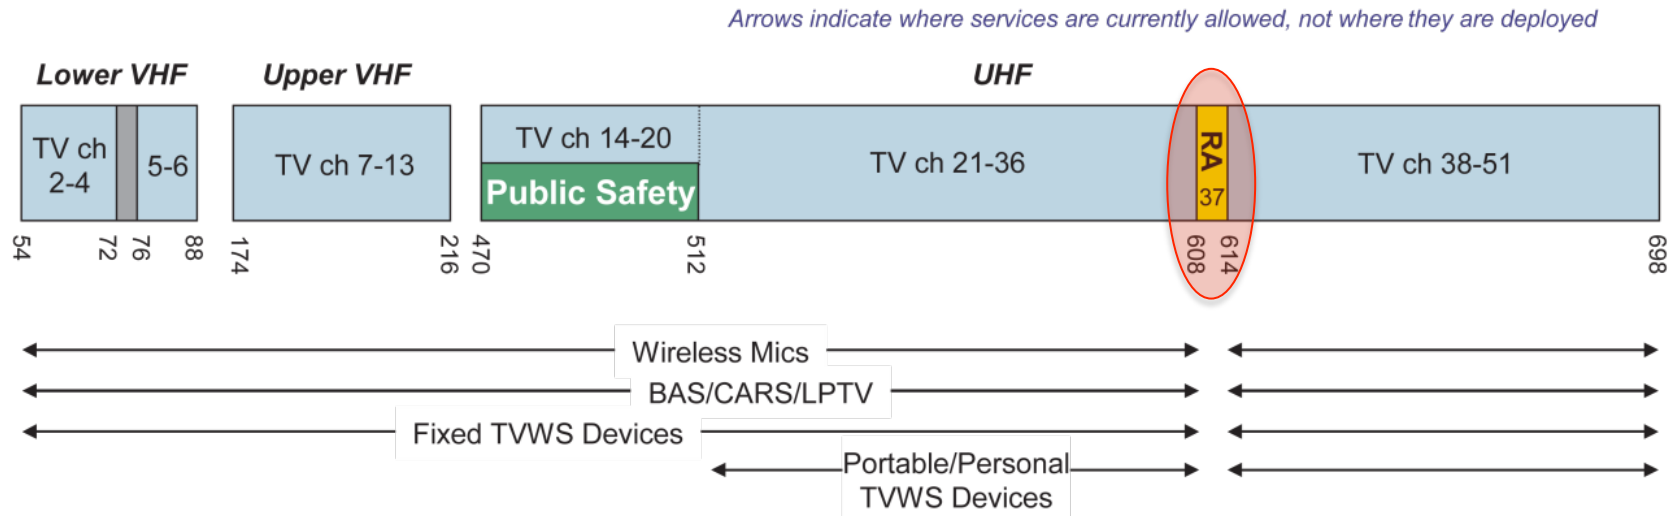 Arrows indicate where services are currently allowed, not where they are deployed
Lower VHF
Upper VHF
UHF
TV ch
2-4
5-6
TV ch 7-13
TV ch 14-20
Public Safety
TV ch 21-36
RA
37
TV ch 38-51
54
72
76
88
174
216
470
512
608
614
698
Wireless Mics
BAS/CARS/LPTV
Fixed TVWS Devices
Portable/Personal
TVWS Devices